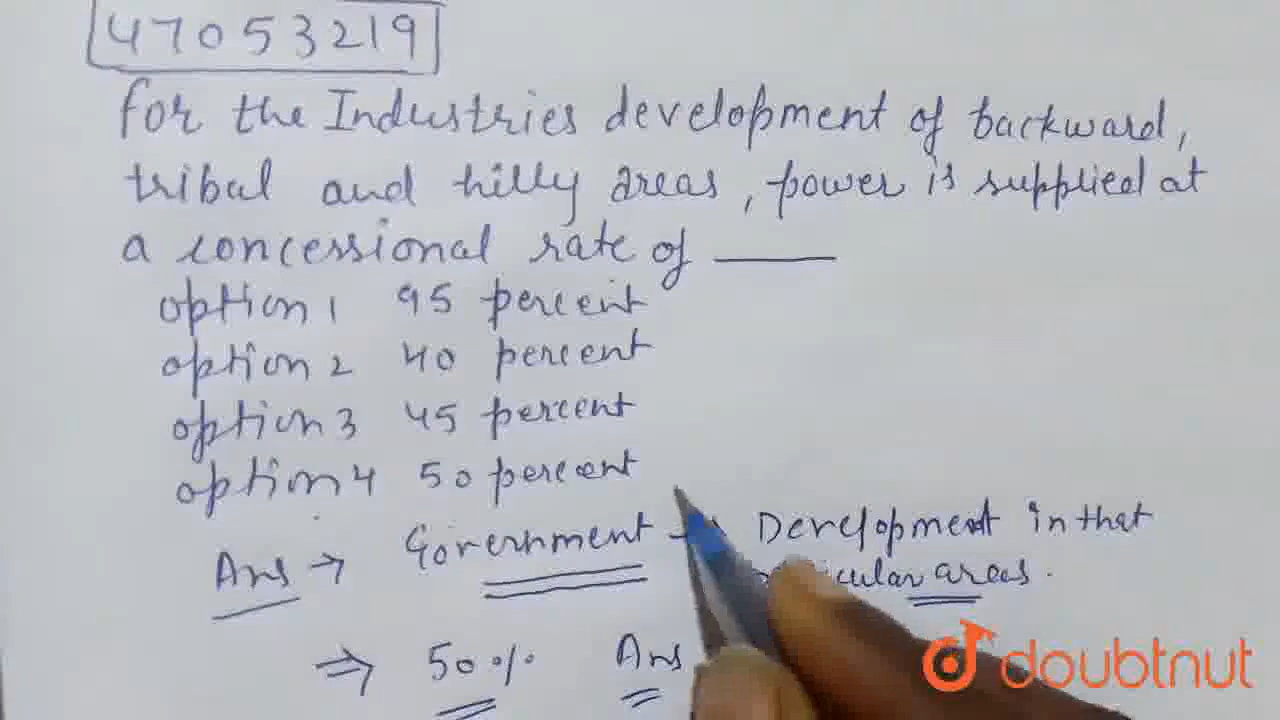 47053219
for the Industries development of backward,
tribal and hilly areas, power is supplied at
a concessional rate of ___
option 1 95 percent
option 2 40 percent
option 3 45 percent
option 4 50 percent
Ans → Government → Development in that
areas.
⇒ 50% Ans
doubtnut